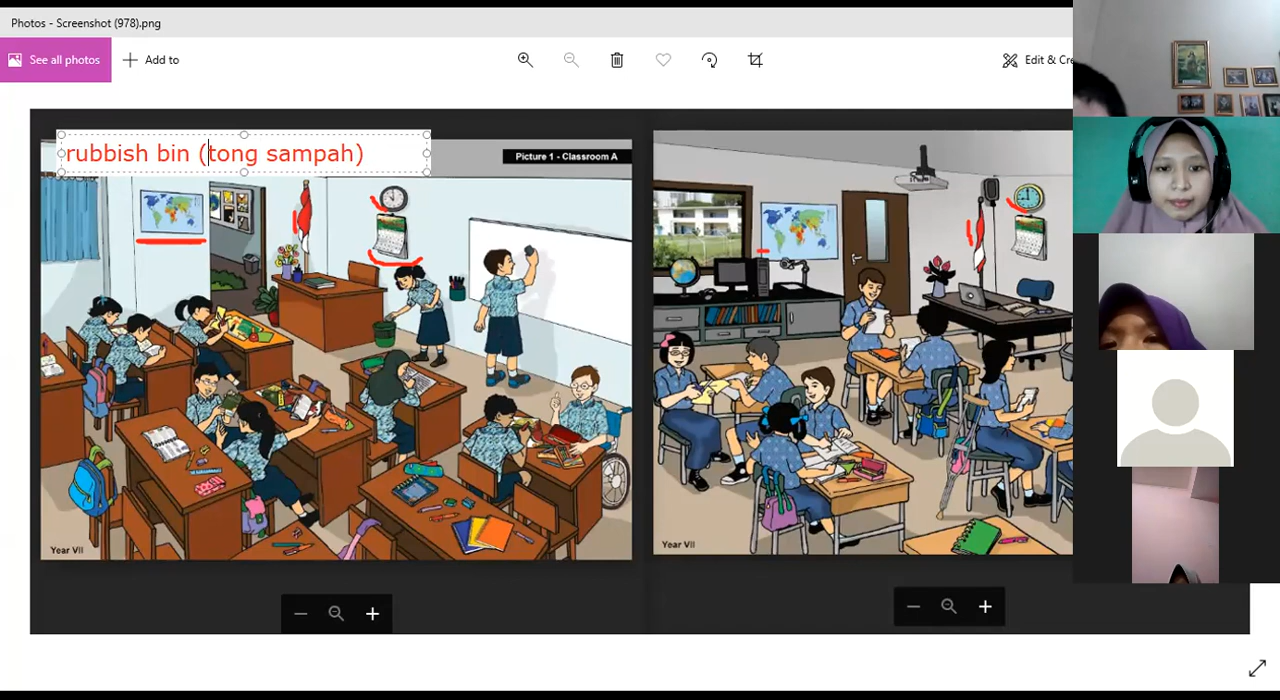 Photos - Screenshot (978).png
See all photos
Add to
Edit & Cre
rubbish bin (tong sampah)
Picture 1 - Classroom A
Year VII
Year VII